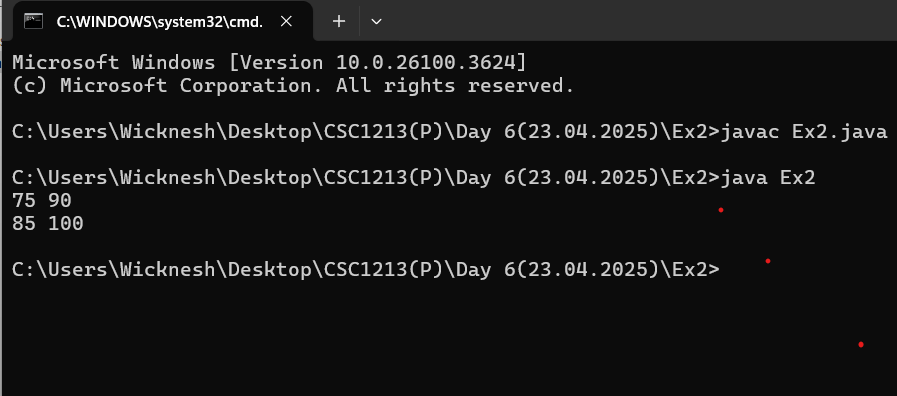 C:\WINDOWS\system32\cmd.
Microsoft Windows [Version 10.0.26100.3624]
(c) Microsoft Corporation. All rights reserved.
C:\Users\Wicknesh\Desktop\CSC1213(P)\Day 6(23.04.2025)\Ex2>javac Ex2.java
C:\Users\Wicknesh\Desktop\CSC1213(P)\Day 6(23.04.2025)\Ex2>java Ex2
75 90
85 100
C:\Users\Wicknesh\Desktop\CSC1213(P)\Day 6(23.04.2025)\Ex2>